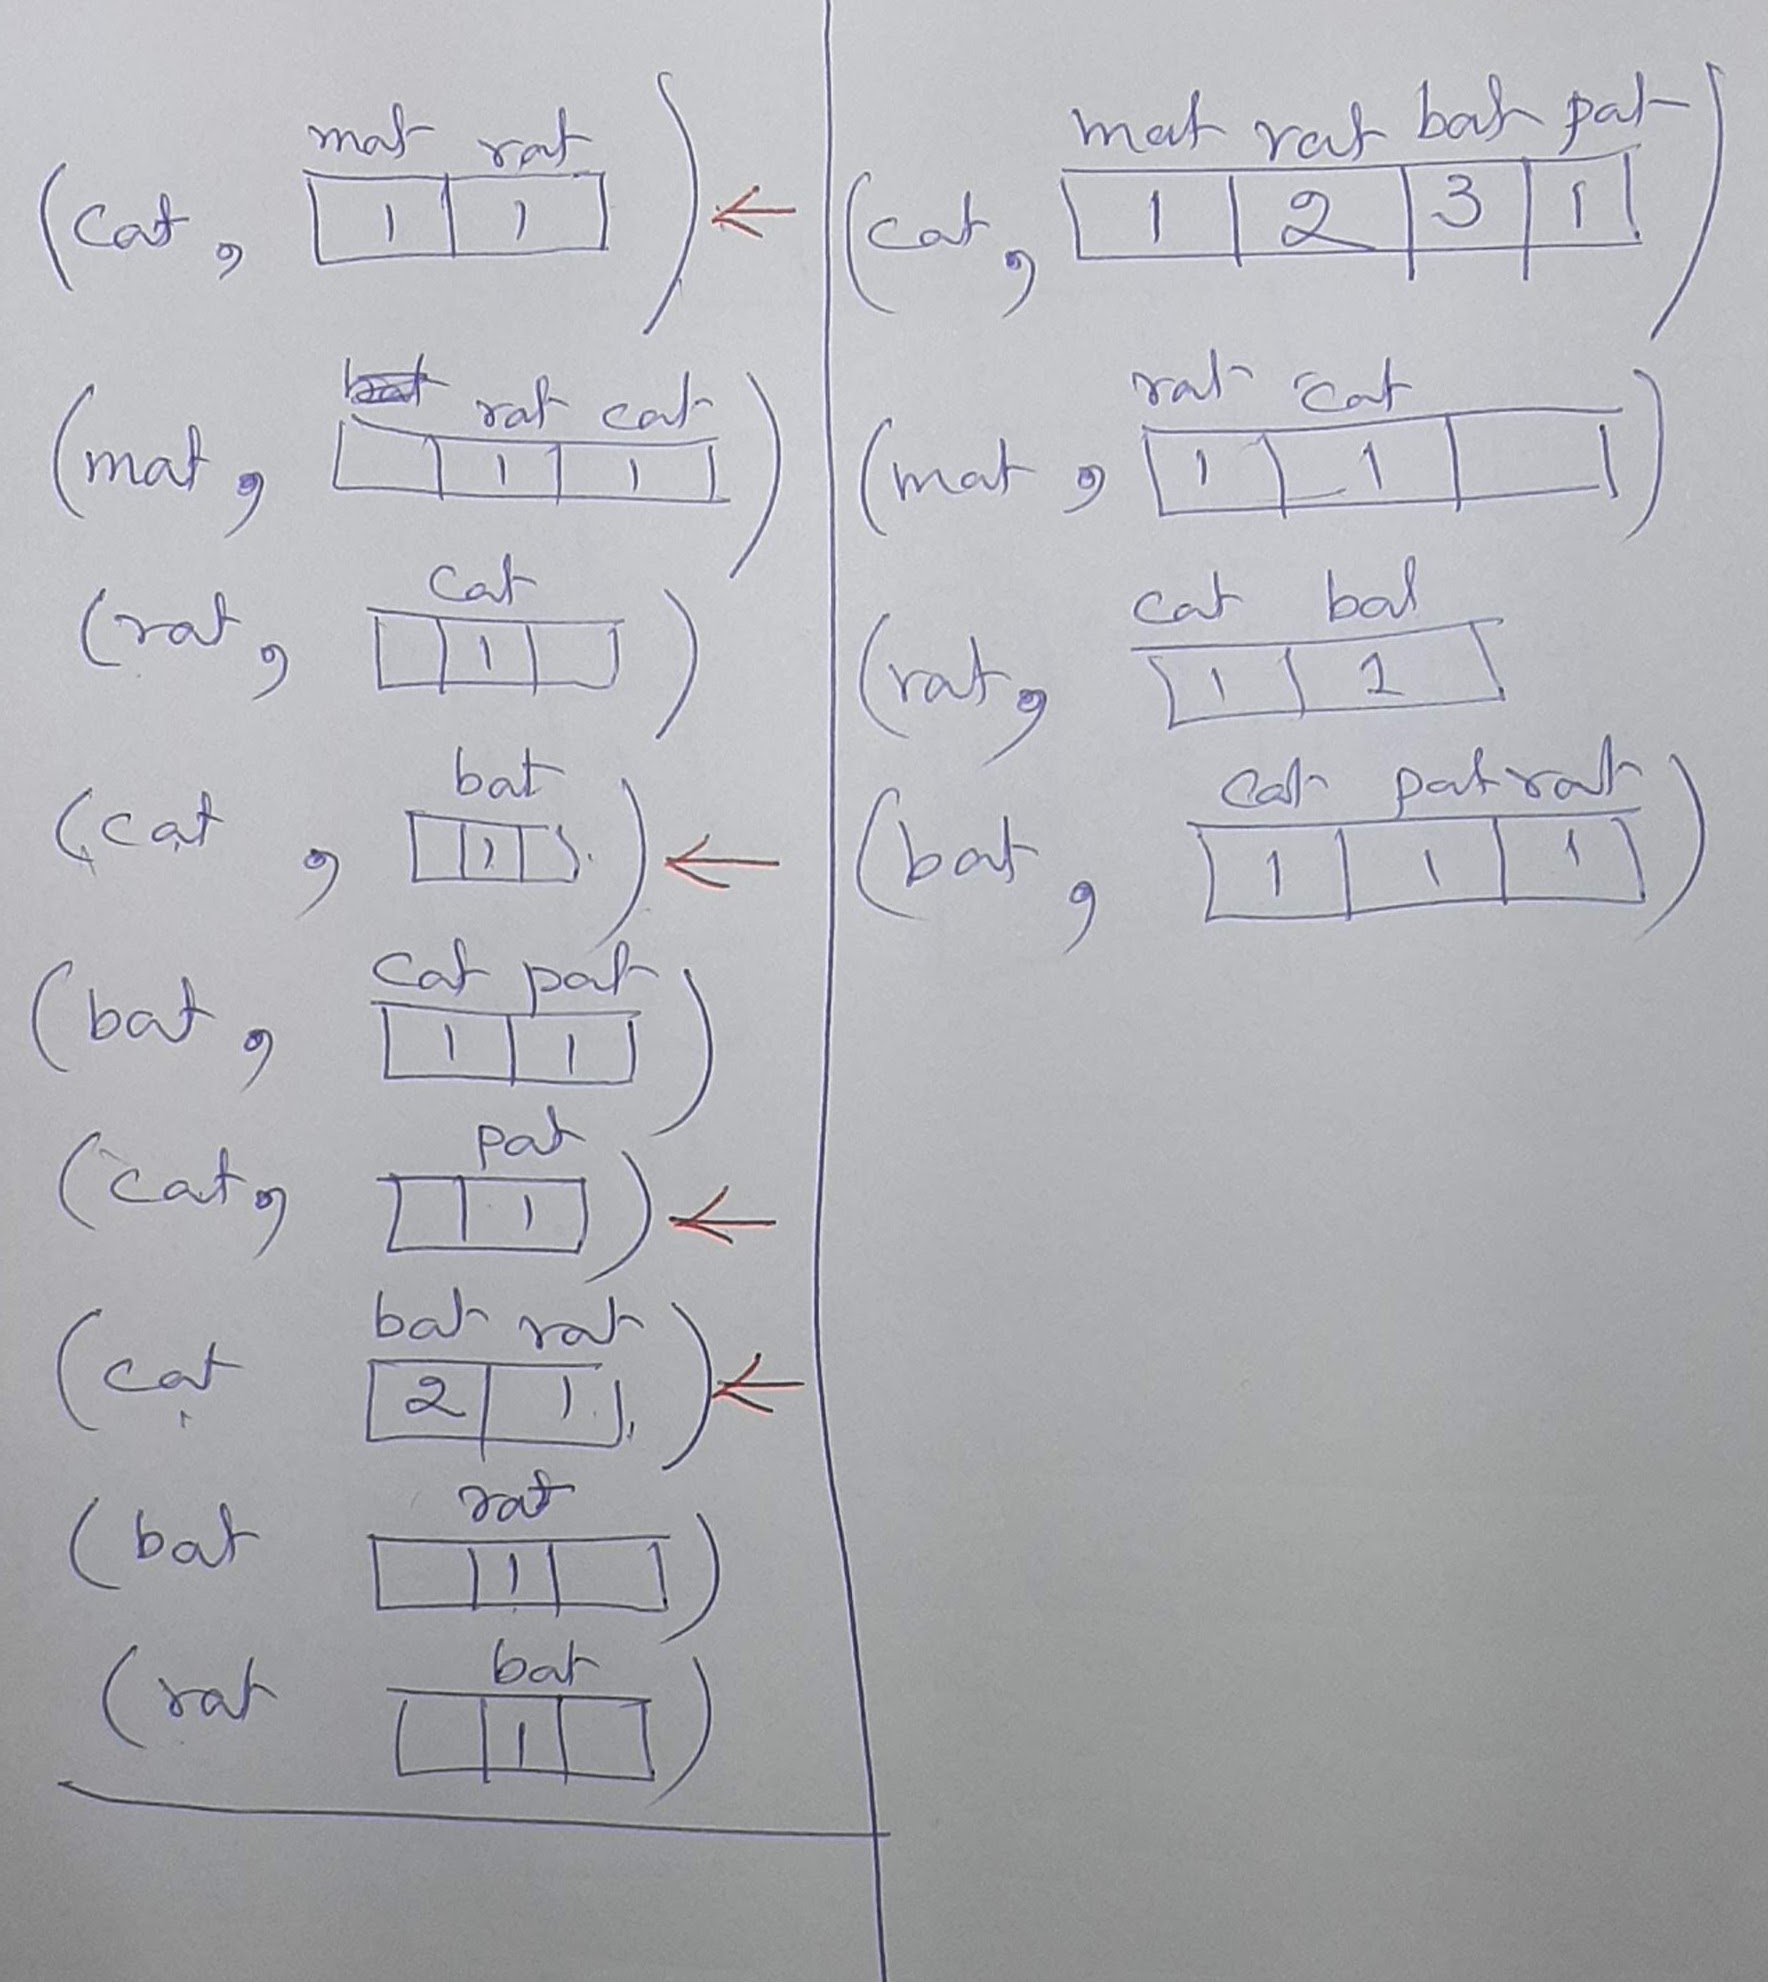 mat rat
(cat, 1 1)
rat cat
(mat, 1 1)
cat
(rat, 1)
bat
(cat, 1)
cat pat
(bat, 1 1)
pat
(cat, 1)
bat rat
(cat 2 1)
rat
(bat 1)
bat
(rat 1)
mat rat bat pat
(cat, 1 2 3 1)
rat cat
(mat, 1 1)
cat bat
(rat, 1 1
cat pat rat
(bat, 1 1 1)